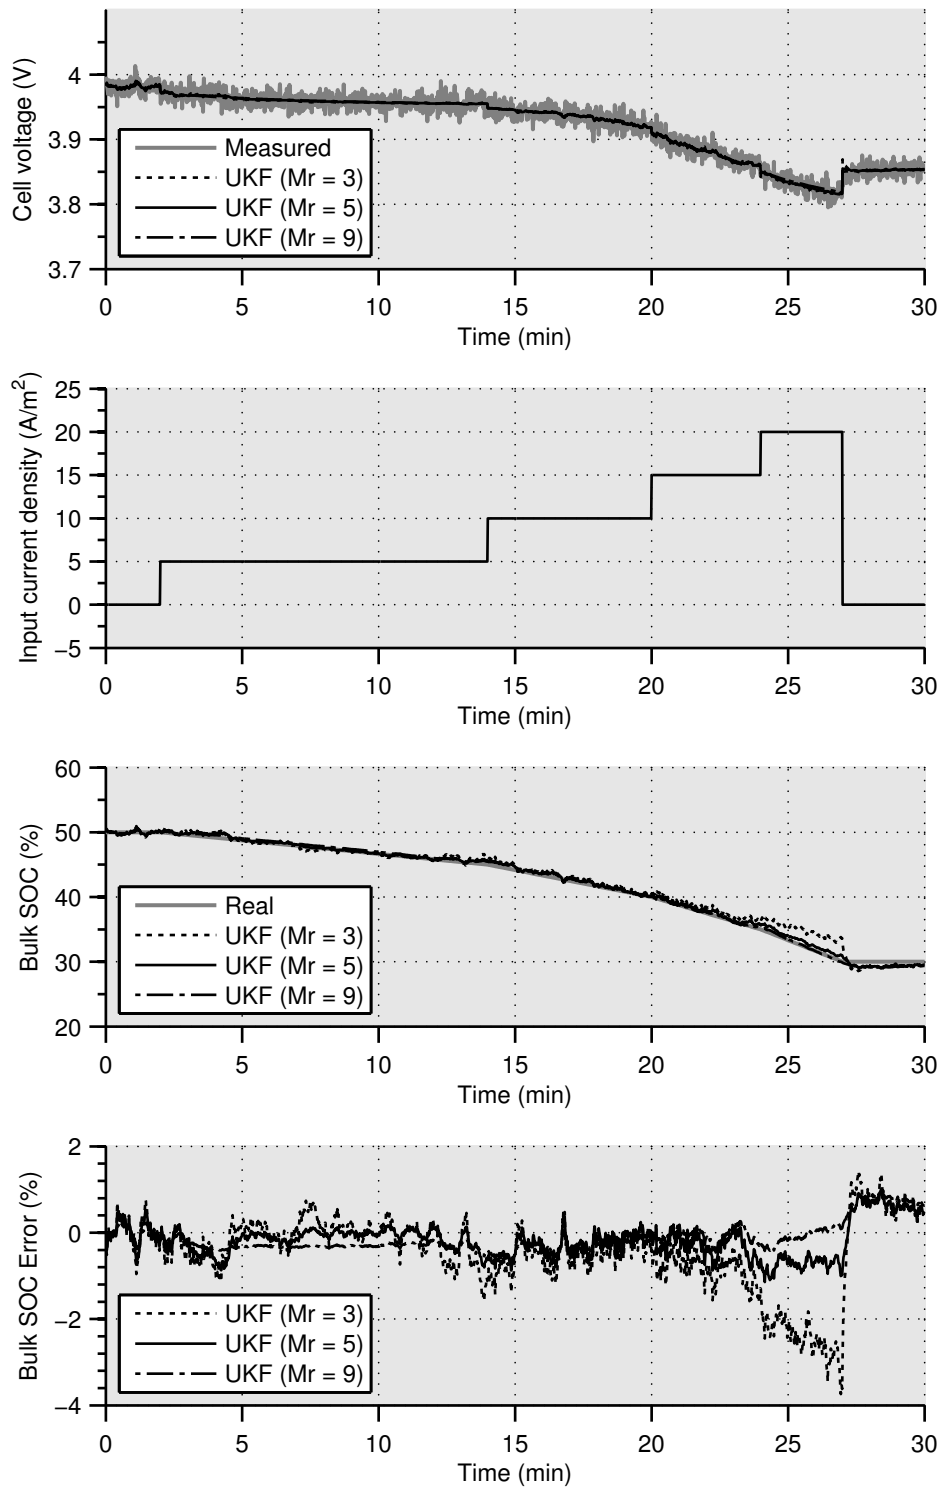 Cell voltage (V)
4
3.9
3.8
3.7
Measured
UKF (Mr = 3)
UKF (Mr = 5)
UKF (Mr = 9)
0 5 10 15 20 25 30
Time (min)
Input current density (A/m²)
25
20
15
10
5
0
−5
0 5 10 15 20 25 30
Time (min)
Bulk SOC (%)
60
50
40
30
20
Real
UKF (Mr = 3)
UKF (Mr = 5)
UKF (Mr = 9)
0 5 10 15 20 25 30
Time (min)
Bulk SOC Error (%)
2
0
−2
−4
UKF (Mr = 3)
UKF (Mr = 5)
UKF (Mr = 9)
0 5 10 15 20 25 30
Time (min)